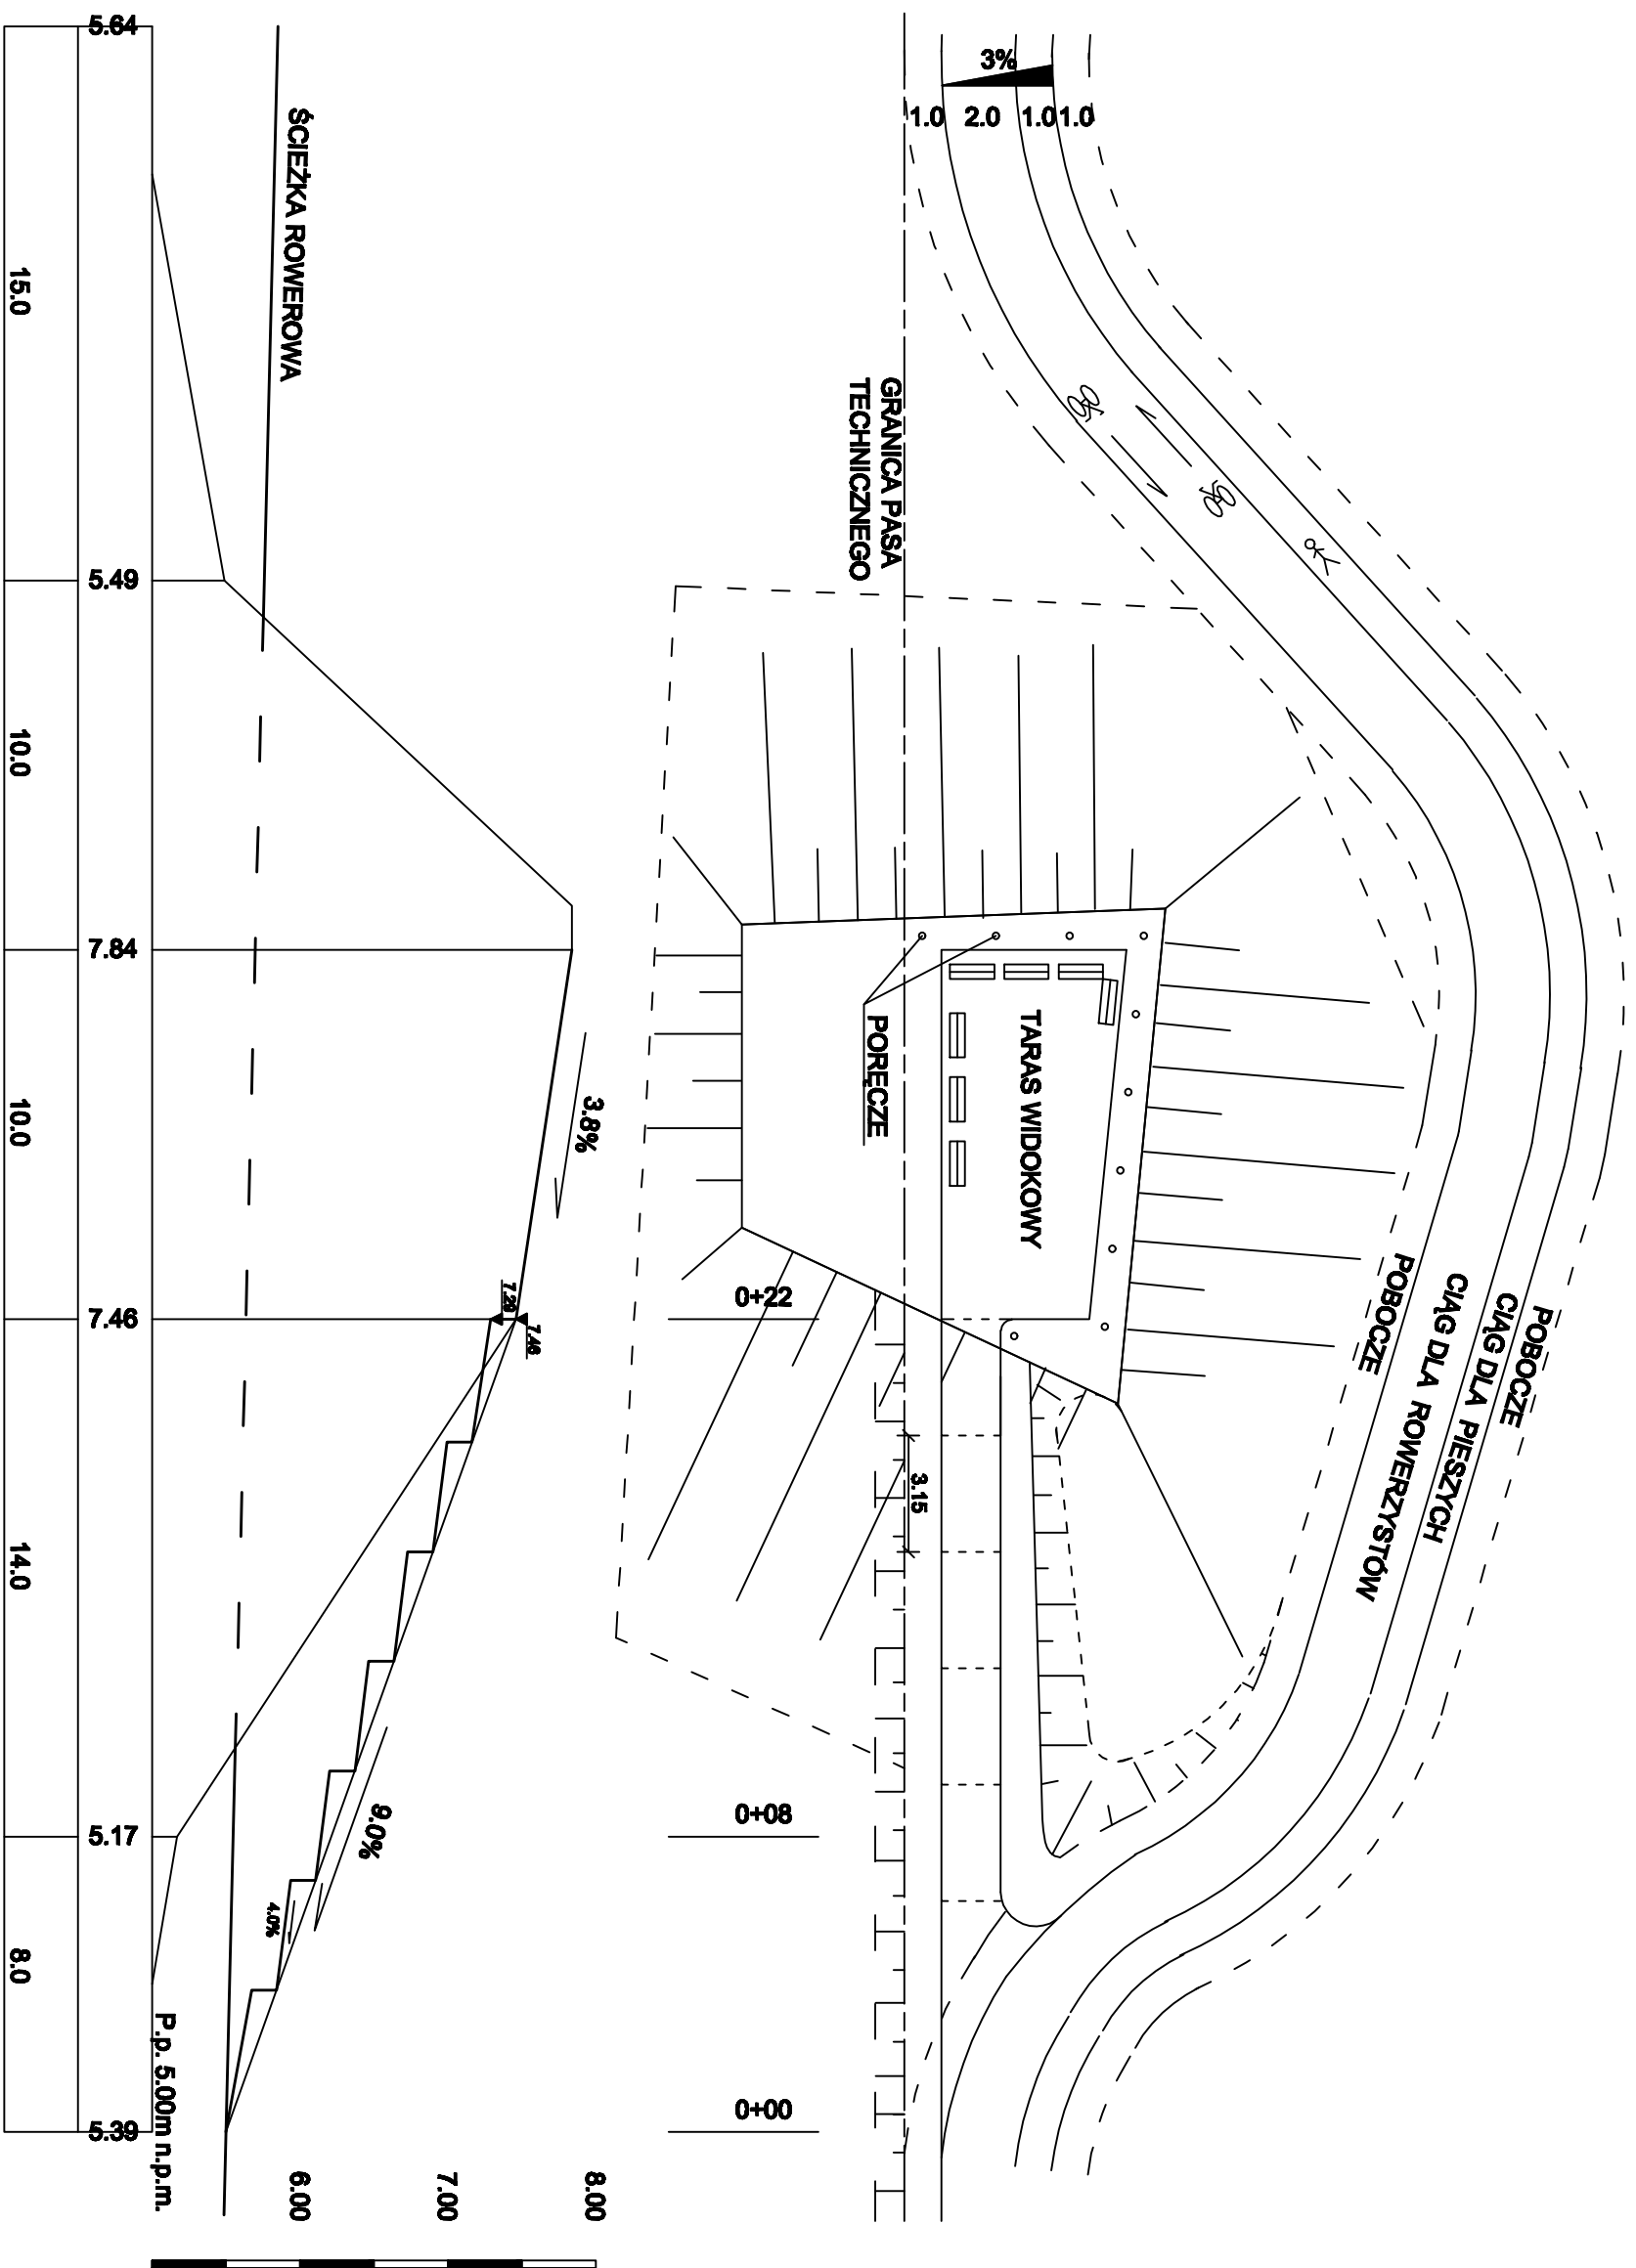 5.64
5.49
7.84
7.46
5.17
5.39
15.0
10.0
10.0
14.0
8.0
ŚCIEŻKA ROWEROWA
3.8%
7.29
7.46
9.0%
4.0%
P.p. 5.00m n.p.m.
6.00
7.00
8.00
GRANICA PASA
TECHNICZNEGO
3%
1.0
2.0
1.0
1.0
PORĘCZE
TARAS WIDOKOWY
0+22
0+08
0+00
3.15
POBOCZE
CIĄG DLA PIESZYCH
CIĄG DLA ROWERZYSTÓW
POBOCZE